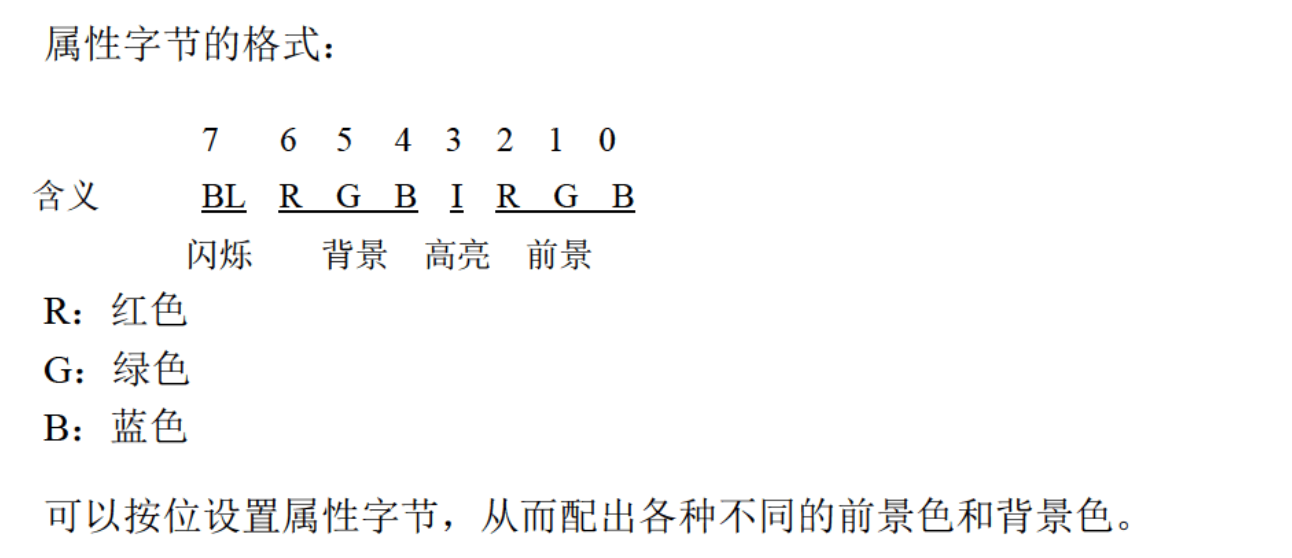 属性字节的格式：
7 6 5 4 3 2 1 0
含义 BL R G B I R G B
闪烁 背景 高亮 前景
R：红色
G：绿色
B：蓝色
可以按位设置属性字节，从而配出各种不同的前景色和背景色。